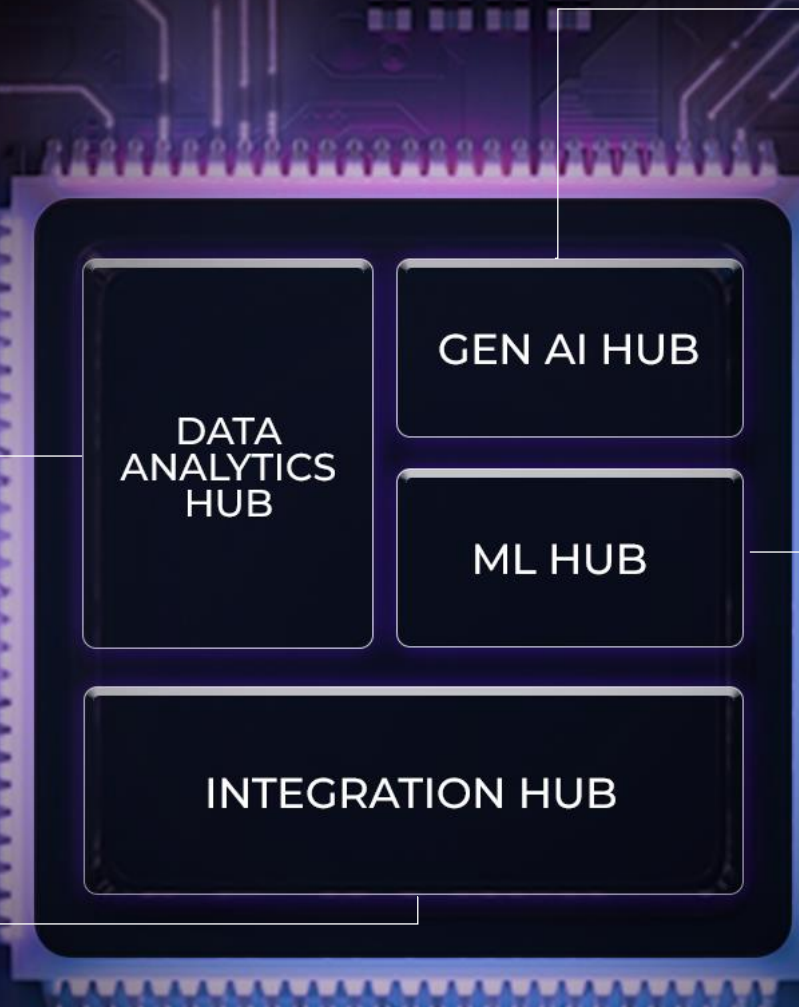 DATA
ANALYTICS
HUB
GEN AI HUB
ML HUB
INTEGRATION HUB